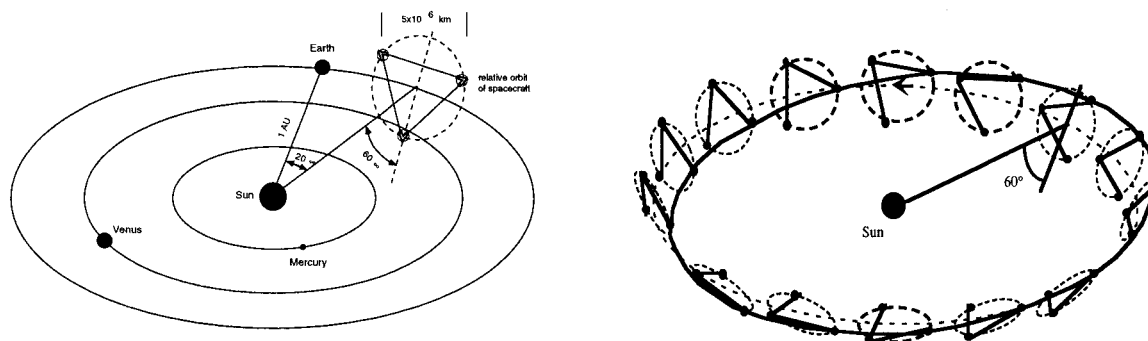 5x10 6 km
Earth
relative orbit
of spacecraft
1 AU
20
60
Sun
Venus
Mercury
60°
Sun